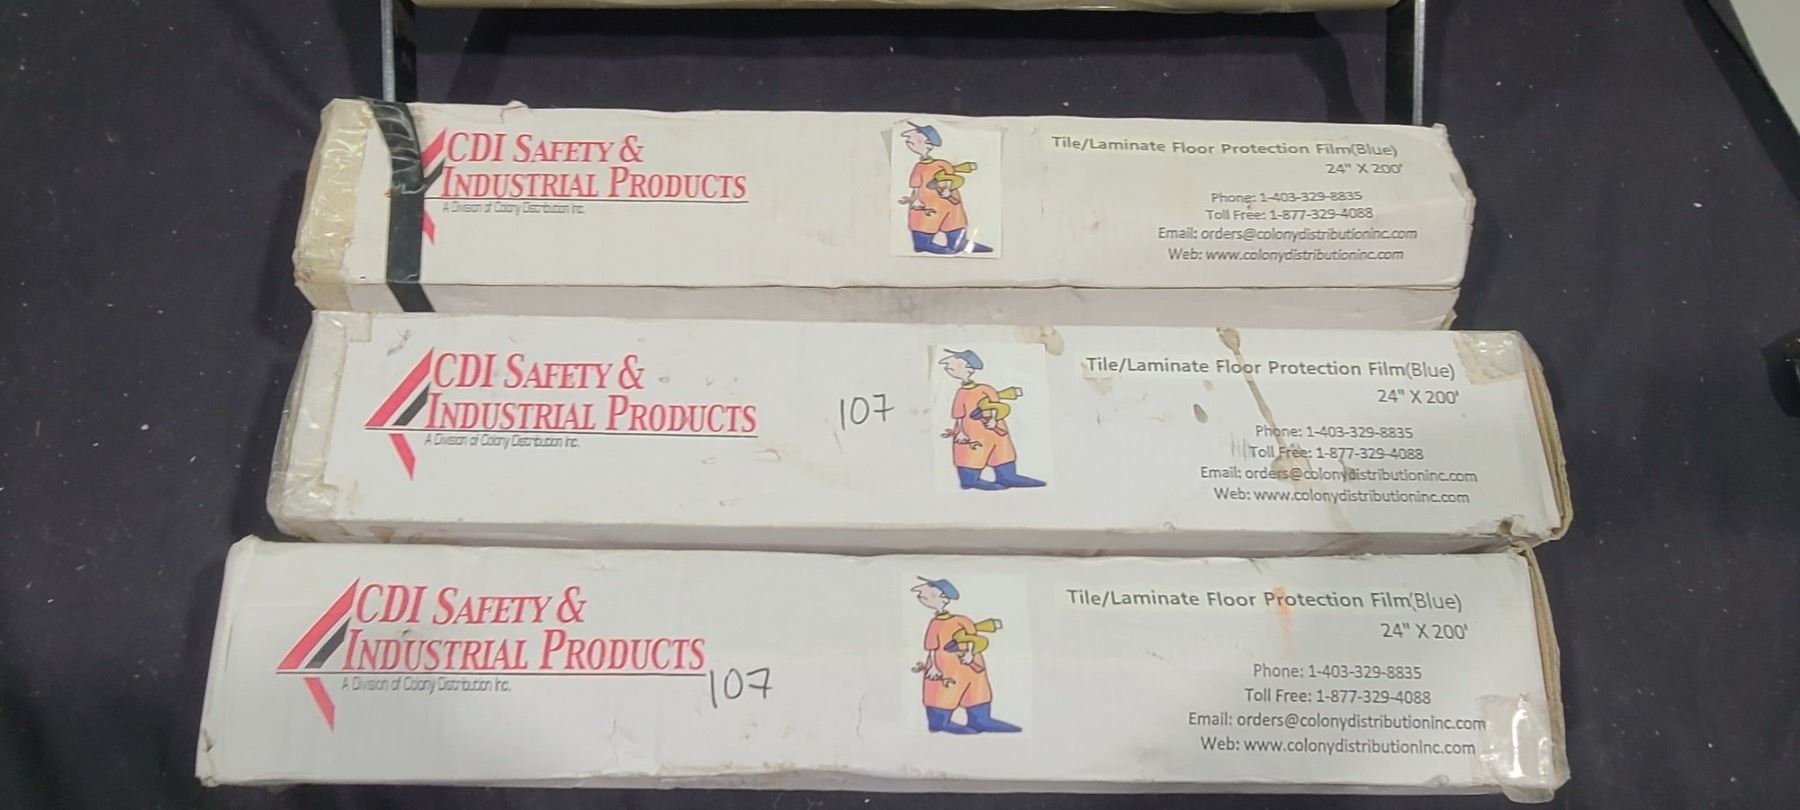 CDI SAFETY &
INDUSTRIAL PRODUCTS
A Division of Colony Distribution Inc.
Tile/Laminate Floor Protection Film(Blue)
24" X 200'
Phone: 1-403-329-8835
Toll Free: 1-877-329-4088
Email: orders@colonydistributioninc.com
Web: www.colonydistributioninc.com
CDI SAFETY &
INDUSTRIAL PRODUCTS
A Division of Colony Distribution Inc.
107
Tile/Laminate Floor Protection Film(Blue)
24" X 200'
Phone: 1-403-329-8835
Toll Free: 1-877-329-4088
Email: orders@colonydistributioninc.com
Web: www.colonydistributioninc.com
CDI SAFETY &
INDUSTRIAL PRODUCTS
A Division of Colony Distribution Inc.
107
Tile/Laminate Floor Protection Film(Blue)
24" X 200'
Phone: 1-403-329-8835
Toll Free: 1-877-329-4088
Email: orders@colonydistributionInc.com
Web: www.colonydistributionInc.com